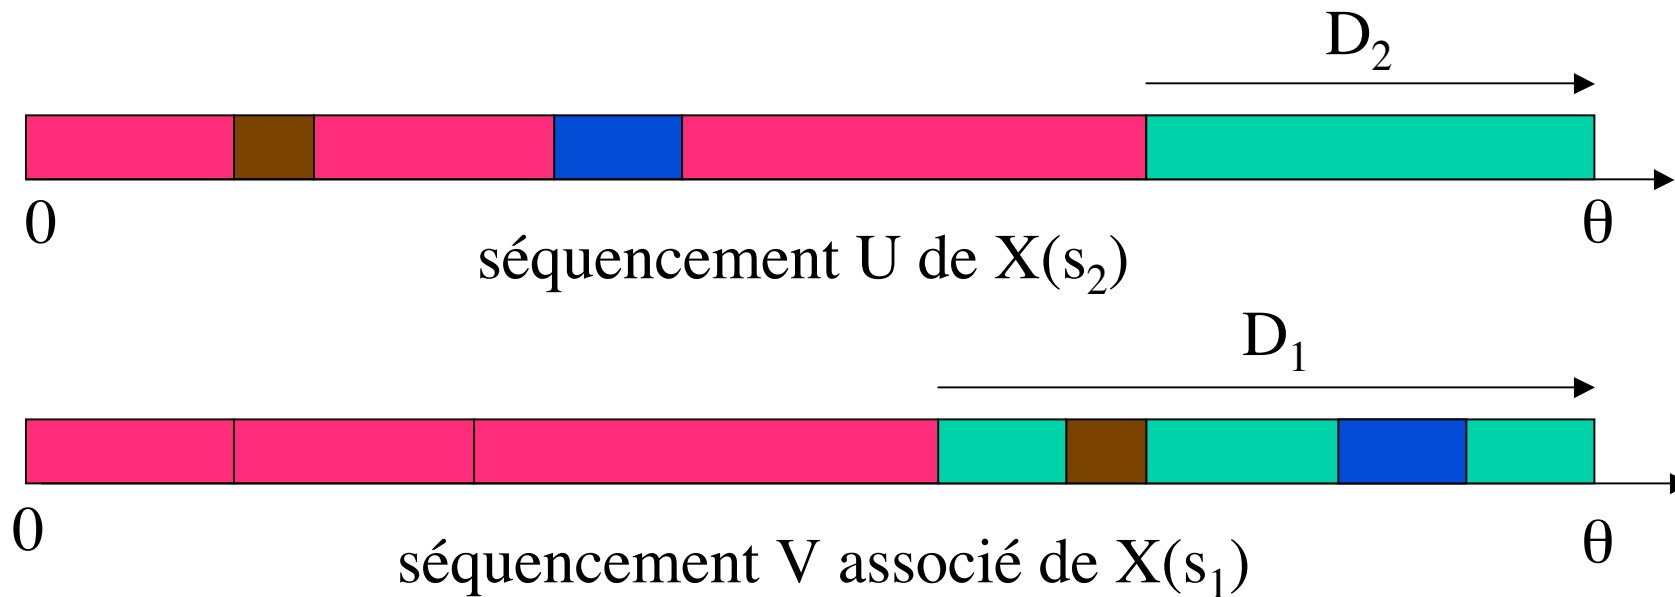 D₂
0 θ
séquencement U de X(s₂)
D₁
0 θ
séquencement V associé de X(s₁)